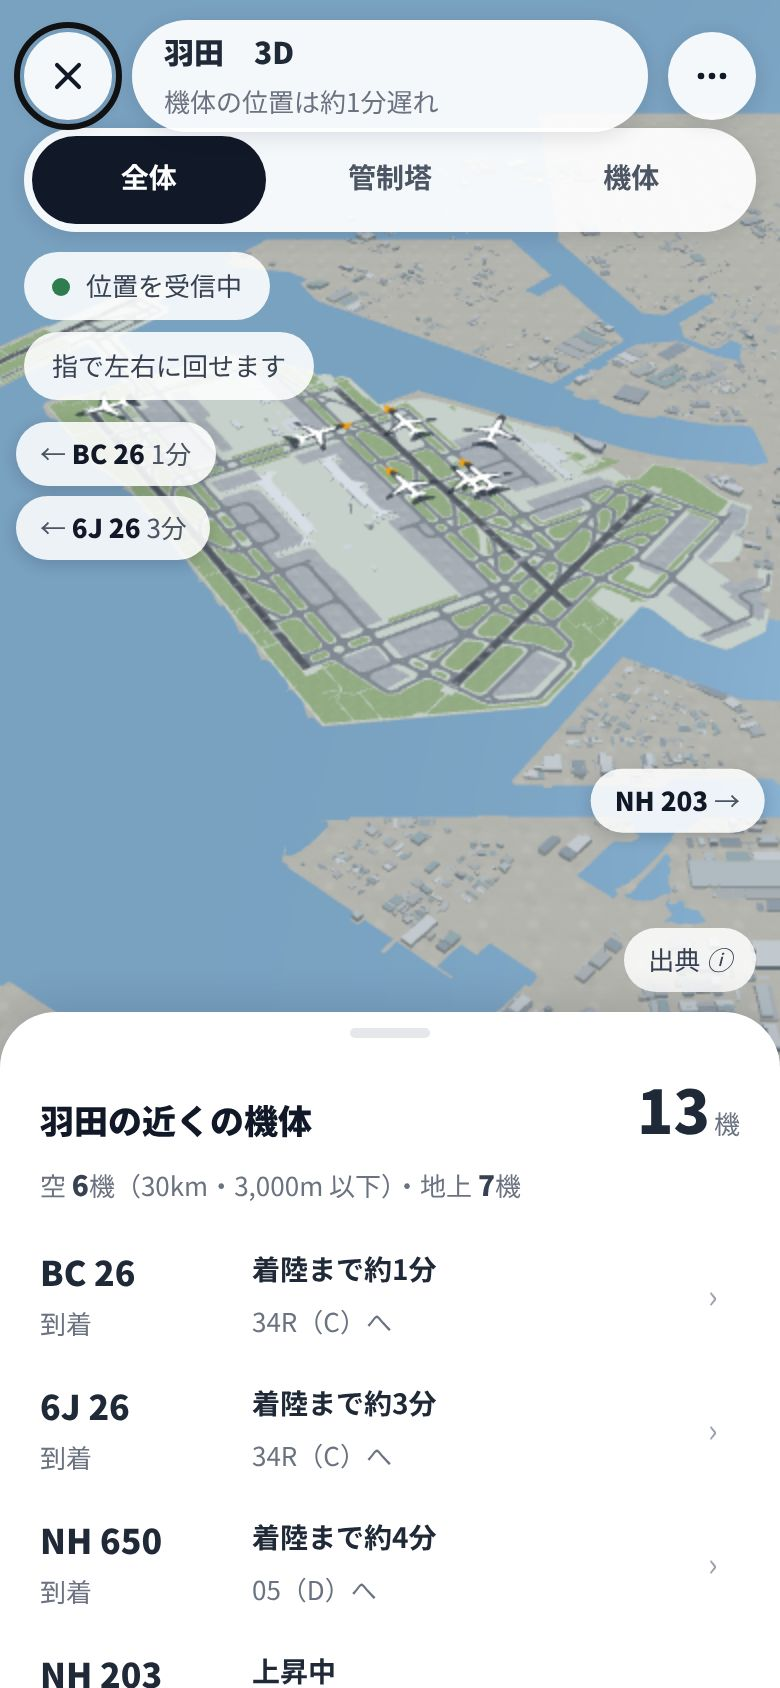 羽田　3D
機体の位置は約1分遅れ
全体
管制塔
機体
位置を受信中
指で左右に回せます
← BC 26 1分
← 6J 26 3分
NH 203 →
出典 ⓘ
羽田の近くの機体
13 機
空 6機（30km・3,000m 以下）・地上 7機
BC 26
着陸まで約1分
到着
34R（C）へ
6J 26
着陸まで約3分
到着
34R（C）へ
NH 650
着陸まで約4分
到着
05（D）へ
NH 203
上昇中